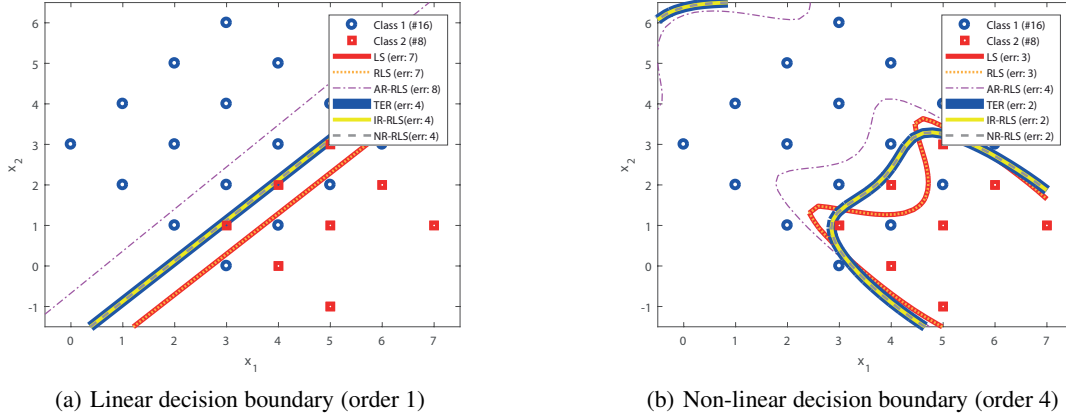 6
5
4
3
2
1
0
-1
x2
0 1 2 3 4 5 6 7
x1
Class 1 (#16)
Class 2 (#8)
LS (err: 7)
RLS (err: 7)
AR-RLS(err: 8)
TER (err: 4)
IR-RLS(err: 4)
NR-RLS(err: 4)
(a) Linear decision boundary (order 1)
6
5
4
3
2
1
0
-1
x2
0 1 2 3 4 5 6 7
x1
Class 1 (#16)
Class 2 (#8)
LS (err: 3)
RLS (err: 3)
AR-RLS(err: 4)
TER (err: 2)
IR-RLS(err: 2)
NR-RLS(err: 2)
(b) Non-linear decision boundary (order 4)